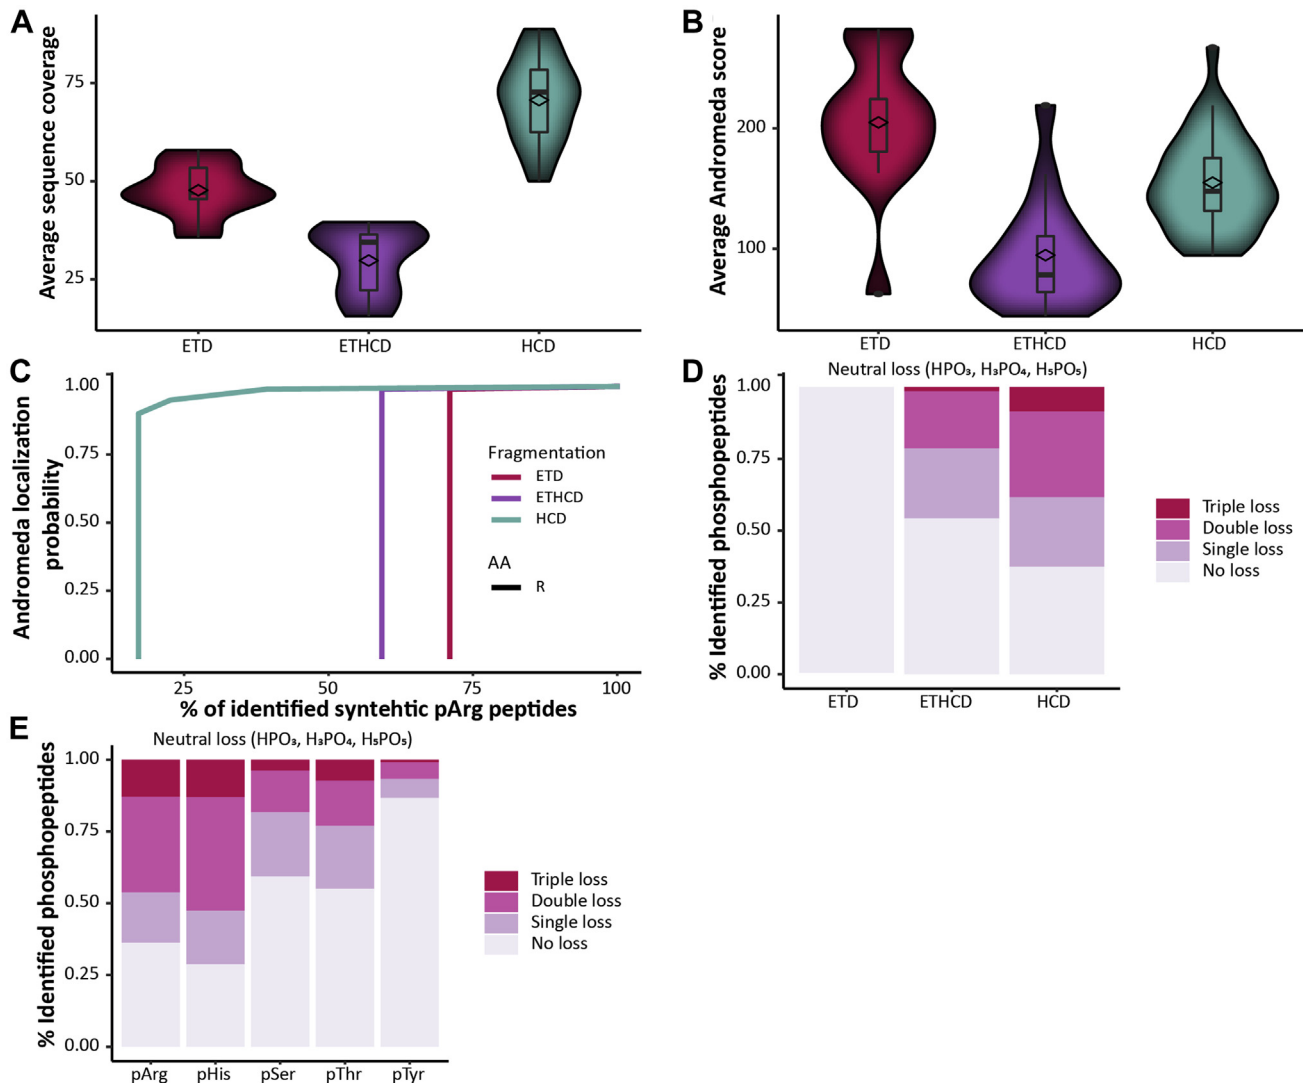 A
Average sequence coverage
75
50
25
ETD
ETHCD
HCD
B
Average Andromeda score
200
100
ETD
ETHCD
HCD
C
Andromeda localization
probability
1.00
0.75
0.50
0.25
0.00
25
50
75
100
% of identified syntehtic pArg peptides
Fragmentation
ETD
ETHCD
HCD
AA
R
D
Neutral loss (HPO₃, H₃PO₄, H₅PO₅)
% Identified phosphopeptides
1.00
0.75
0.50
0.25
0.00
ETD
ETHCD
HCD
Triple loss
Double loss
Single loss
No loss
E
Neutral loss (HPO₃, H₃PO₄, H₅PO₅)
% Identified phosphopeptides
1.00
0.75
0.50
0.25
0.00
pArg
pHis
pSer
pThr
pTyr
Triple loss
Double loss
Single loss
No loss